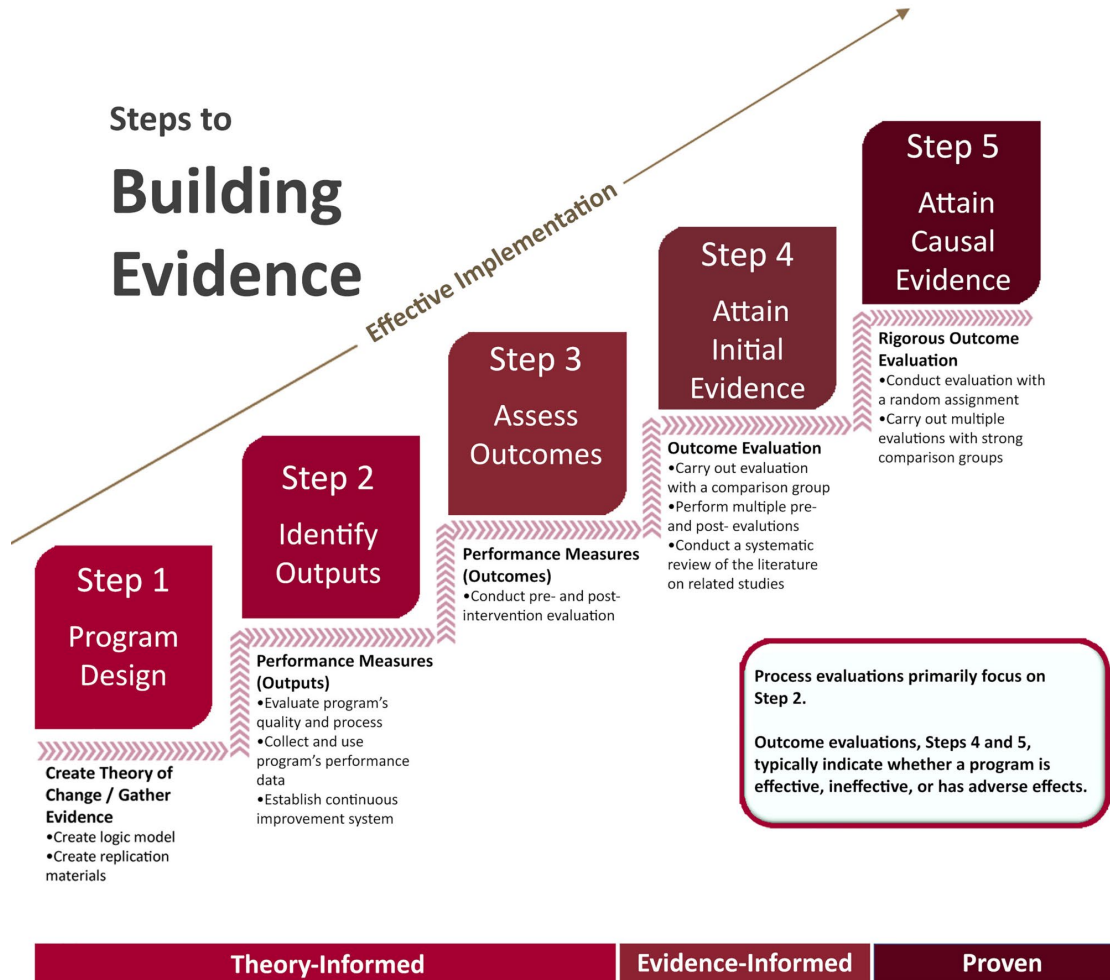 Steps to
Building
Evidence
Effective Implementation
Step 1
Program
Design
Create Theory of
Change / Gather
Evidence
•Create logic model
•Create replication
materials
Step 2
Identify
Outputs
Performance Measures
(Outputs)
•Evaluate program’s
quality and process
•Collect and use
program’s performance
data
•Establish continuous
improvement system
Step 3
Assess
Outcomes
Performance Measures
(Outcomes)
•Conduct pre- and post-
intervention evaluation
Step 4
Attain
Initial
Evidence
Outcome Evaluation
•Carry out evaluation
with a comparison group
•Perform multiple pre-
and post- evalutions
•Conduct a systematic
review of the literature
on related studies
Step 5
Attain
Causal
Evidence
Rigorous Outcome
Evaluation
•Conduct evaluation with
a random assignment
•Carry out multiple
evalutions with strong
comparison groups
Process evaluations primarily focus on
Step 2.
Outcome evaluations, Steps 4 and 5,
typically indicate whether a program is
effective, ineffective, or has adverse effects.
Theory-Informed
Evidence-Informed
Proven